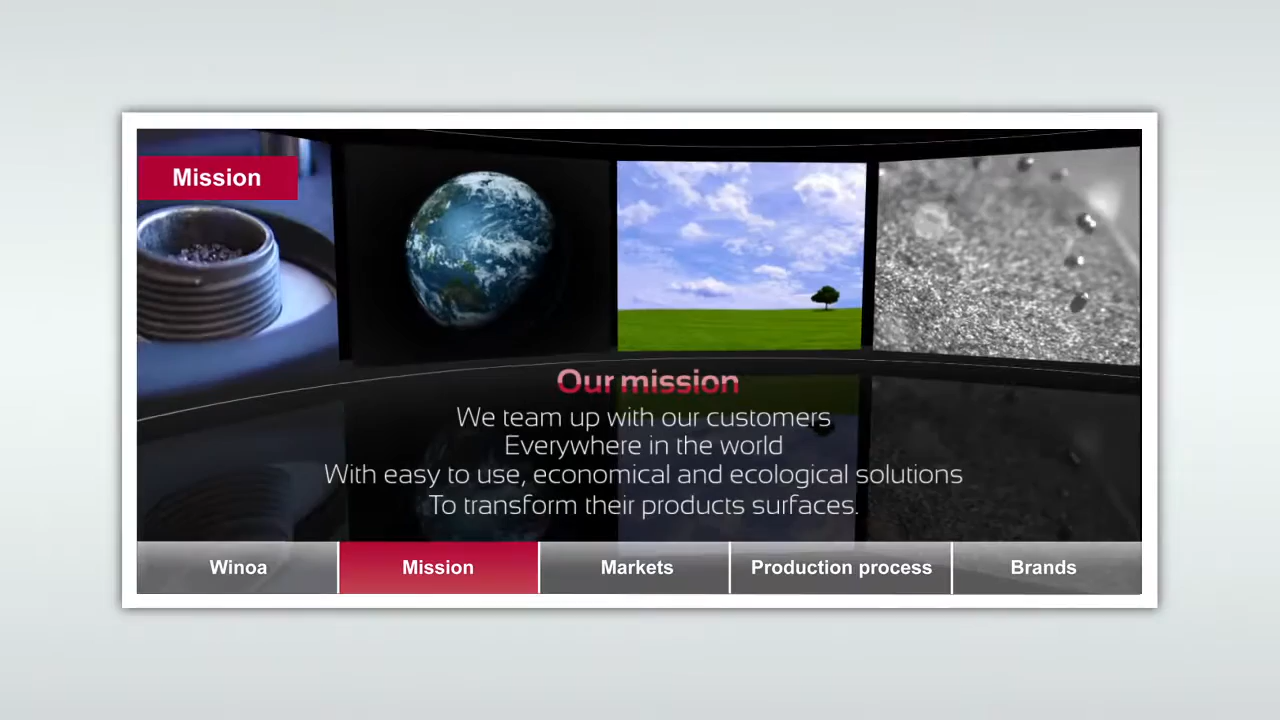 Mission
Our mission
We team up with our customers
Everywhere in the world
With easy to use, economical and ecological solutions
To transform their products surfaces.
Winoa
Mission
Markets
Production process
Brands